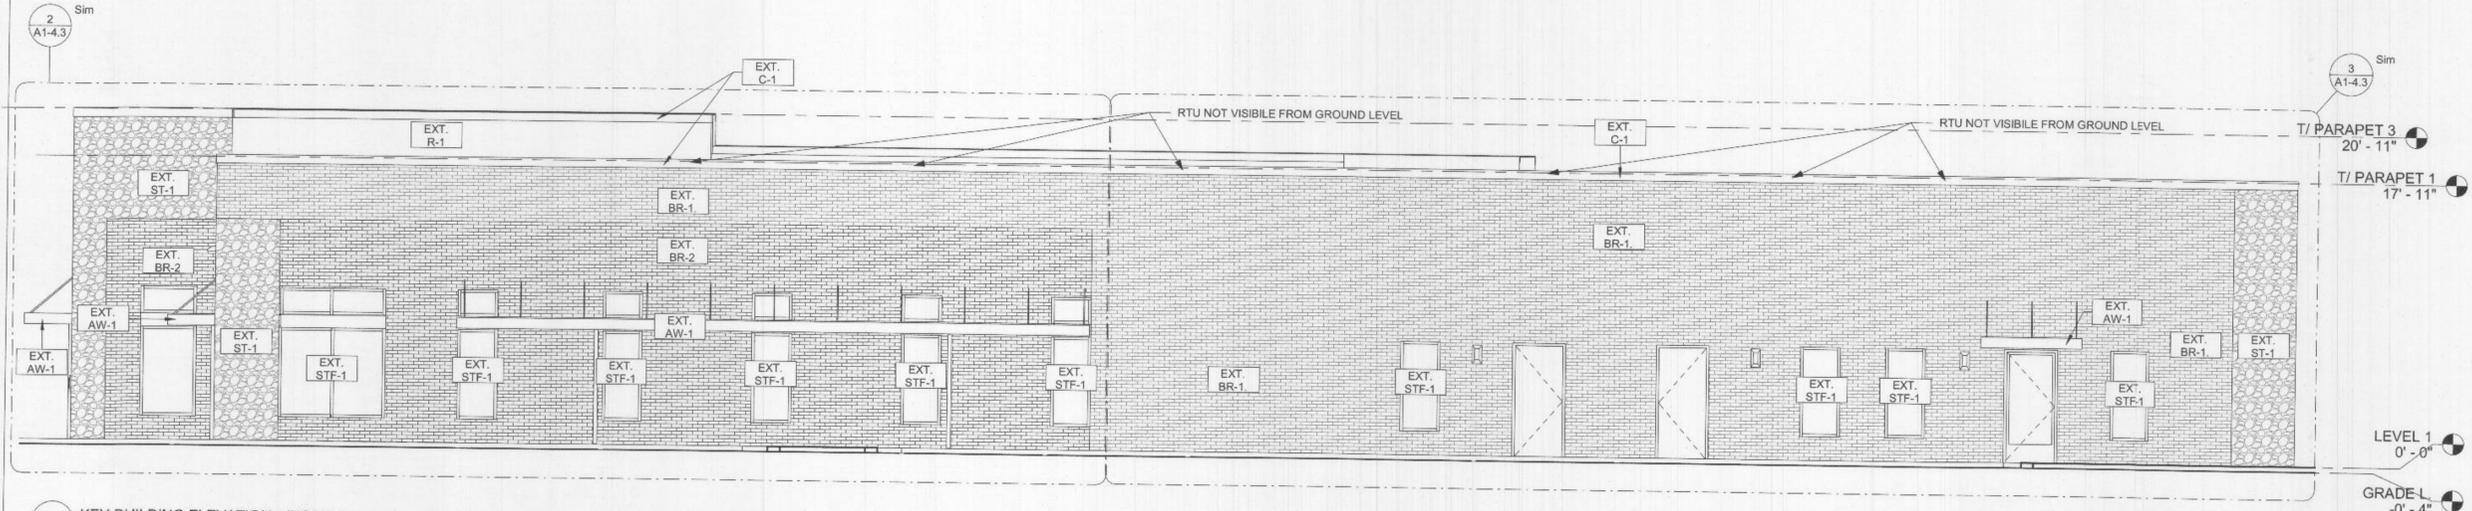 2
A1-4.3
Sim
EXT.
C-1
3
A1-4.3
Sim
RTU NOT VISIBILE FROM GROUND LEVEL
EXT.
C-1
RTU NOT VISIBILE FROM GROUND LEVEL
T/ PARAPET 3
20' - 11"
EXT.
R-1
EXT.
ST-1
T/ PARAPET 1
17' - 11"
EXT.
BR-1.
EXT.
BR-1.
EXT.
BR-2
EXT.
BR-2
EXT.
AW-1
EXT.
AW-1
EXT.
AW-1
EXT.
ST-1
EXT.
BR-1.
EXT.
ST-1
EXT.
AW-1
EXT.
STF-1
EXT.
STF-1
EXT.
STF-1
EXT.
STF-1
EXT.
STF-1
EXT.
STF-1
EXT.
BR-1.
EXT.
STF-1
EXT.
STF-1
EXT.
STF-1
EXT.
STF-1
LEVEL 1
0' - 0"
GRADE L.
-0' - 4"
KEY BUILDING ELEVATION